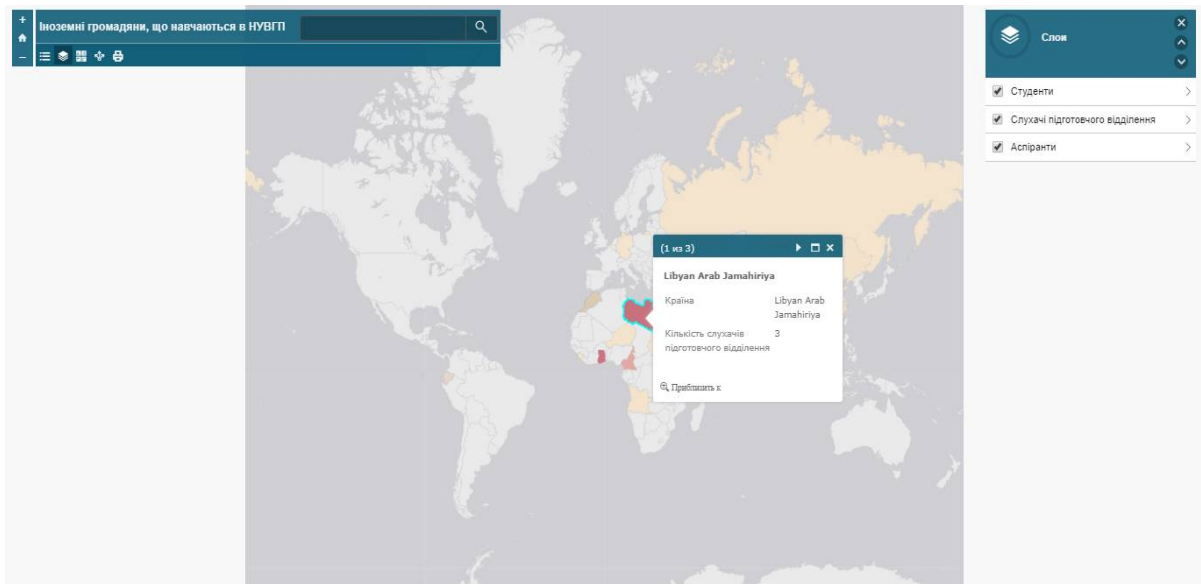 Іноземні громадяни, що навчаються в НУВГП
Слои
Студенти
Слухачі підготовчого відділення
Аспіранти
(1 из 3)
Libyan Arab Jamahiriya
Країна
Libyan Arab
Jamahiriya
Кількість слухачів
підготовчого відділення
3
Приблизить к